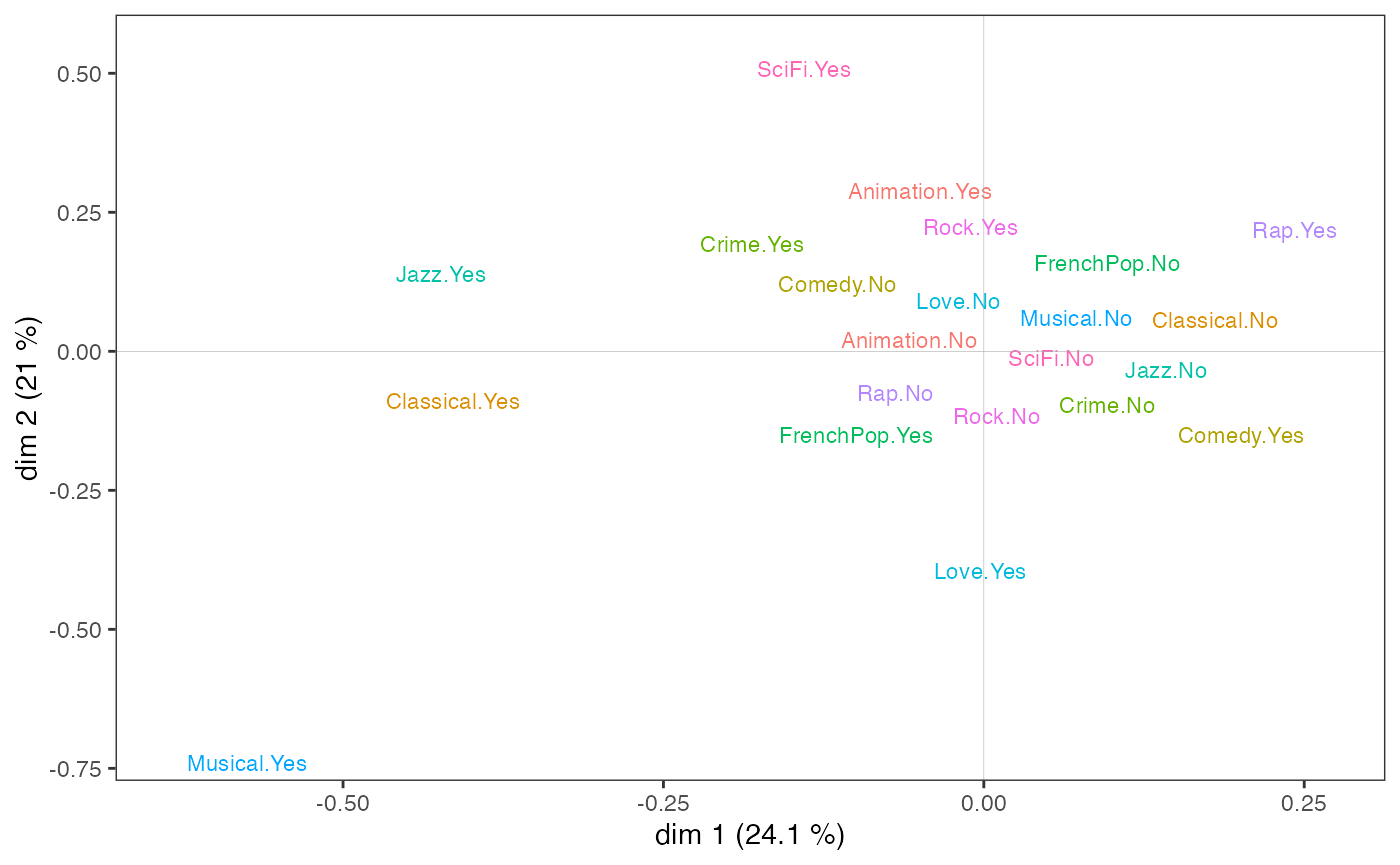 SciFi.Yes
0.50
Animation.Yes
0.25
Rock.Yes
Rap.Yes
Crime.Yes
FrenchPop.No
Jazz.Yes
Comedy.No
Love.No
Musical.No
Classical.No
Animation.No
0.00
SciFi.No
Jazz.No
Rap.No
Classical.Yes
Crime.No
Rock.No
FrenchPop.Yes
Comedy.Yes
dim 2 (21 %)
-0.25
Love.Yes
-0.50
Musical.Yes
-0.75
-0.50
-0.25
0.00
0.25
dim 1 (24.1 %)